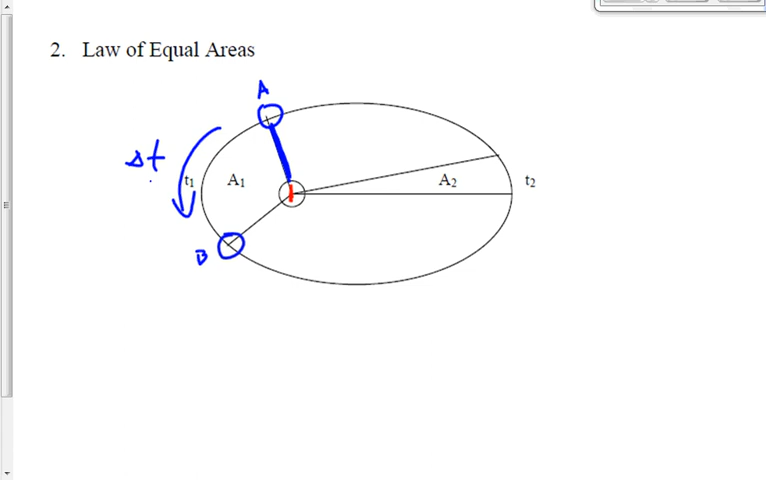 2. Law of Equal Areas
A
Δt
t₁
A₁
A₂
t₂
B